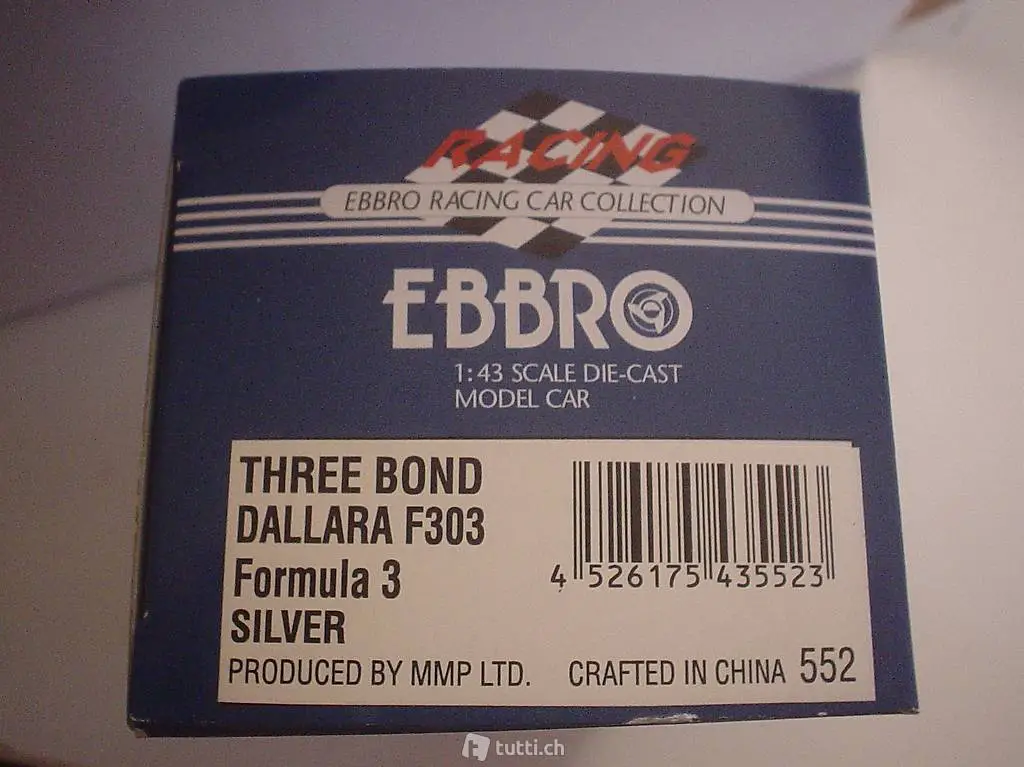 RACING
EBBRO RACING CAR COLLECTION
EBBRO
1:43 SCALE DIE-CAST
MODEL CAR
THREE BOND
DALLARA F303
Formula 3
SILVER
4 526175 435523
PRODUCED BY MMP LTD. CRAFTED IN CHINA 552
tutti.ch